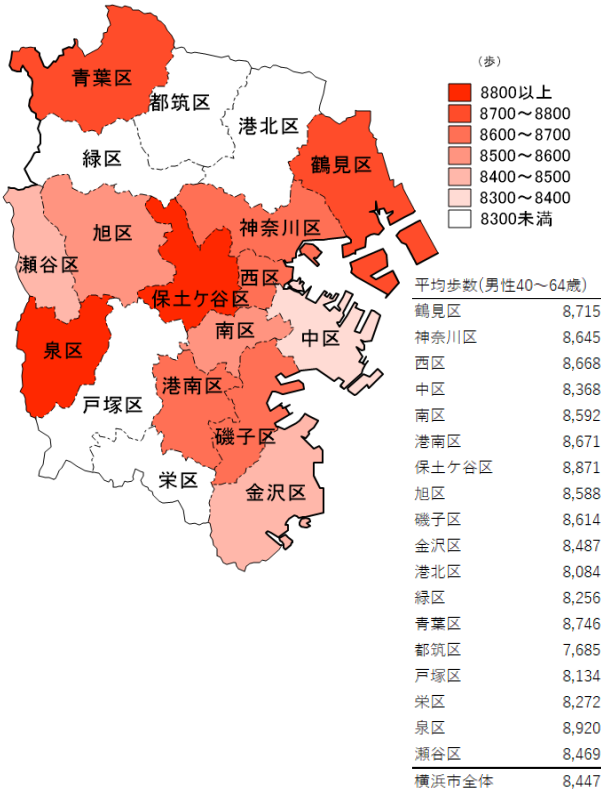 (歩)
8800以上
8700～8800
8600～8700
8500～8600
8400～8500
8300～8400
8300未満
青葉区
都筑区
港北区
緑区
鶴見区
旭区
神奈川区
瀬谷区
西区
保土ケ谷区
南区
中区
泉区
港南区
戸塚区
磯子区
栄区
金沢区
平均歩数(男性40～64歳)
鶴見区 8,715
神奈川区 8,645
西区 8,668
中区 8,368
南区 8,592
港南区 8,671
保土ケ谷区 8,871
旭区 8,588
磯子区 8,614
金沢区 8,487
港北区 8,084
緑区 8,256
青葉区 8,746
都筑区 7,685
戸塚区 8,134
栄区 8,272
泉区 8,920
瀬谷区 8,469
横浜市全体 8,447